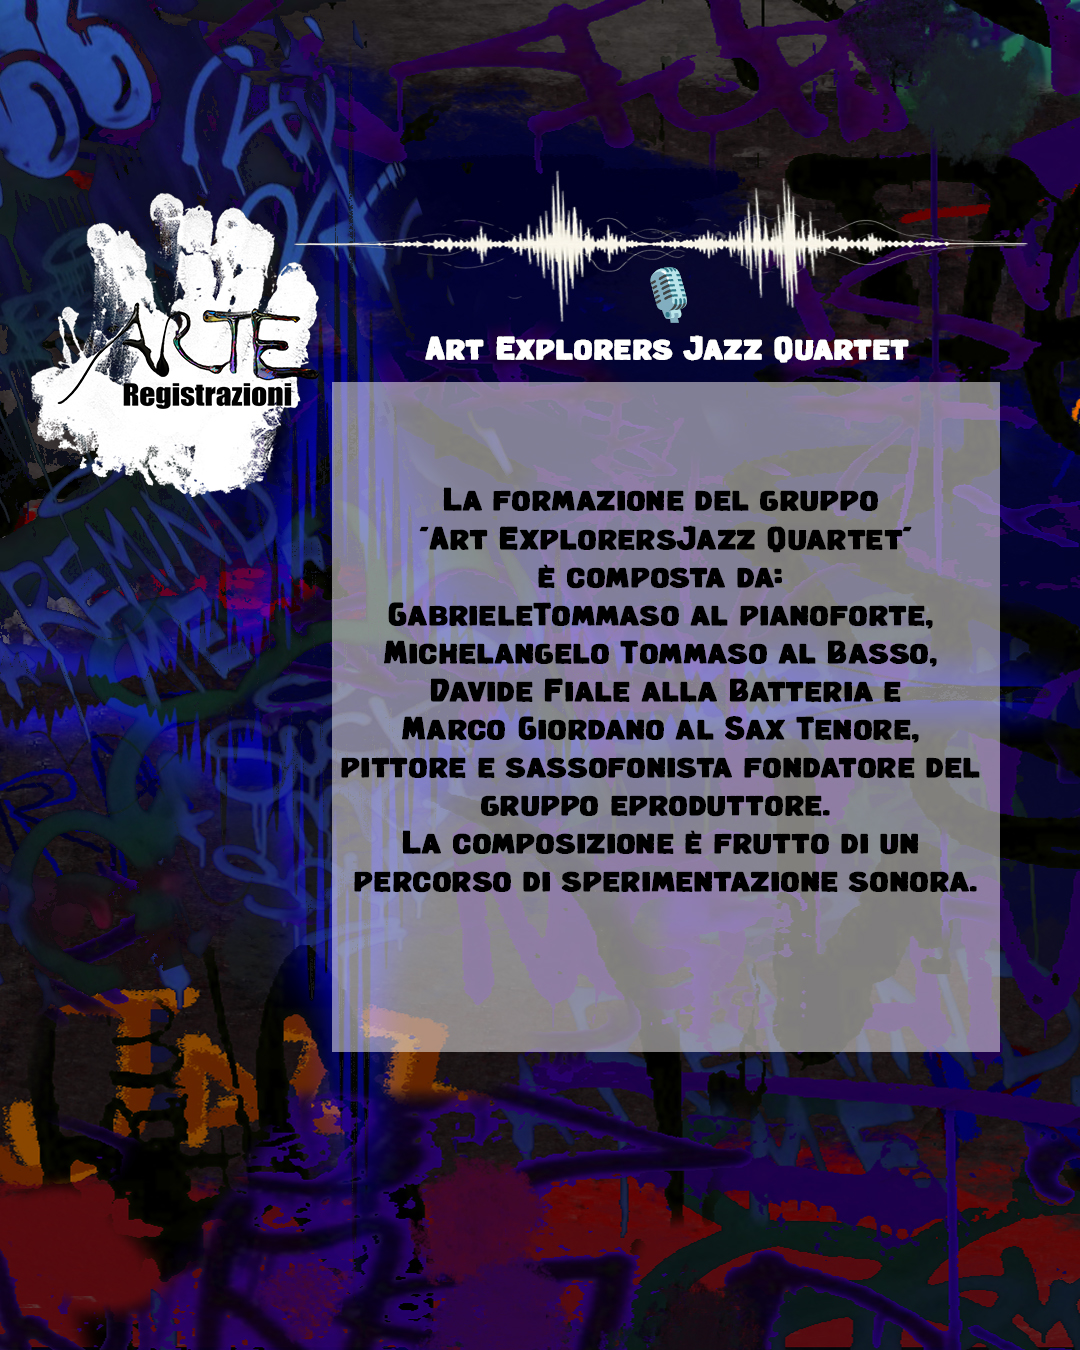 ARTE
Registrazioni
Art Explorers Jazz Quartet
La formazione del gruppo
"Art ExplorersJazz Quartet"
è composta da:
GabrieleTommaso al pianoforte,
Michelangelo Tommaso al Basso,
Davide Fiale alla Batteria e
Marco Giordano al Sax Tenore,
pittore e sassofonista fondatore del
gruppo eproduttore.
La composizione è frutto di un
percorso di sperimentazione sonora.
REMIND
ME